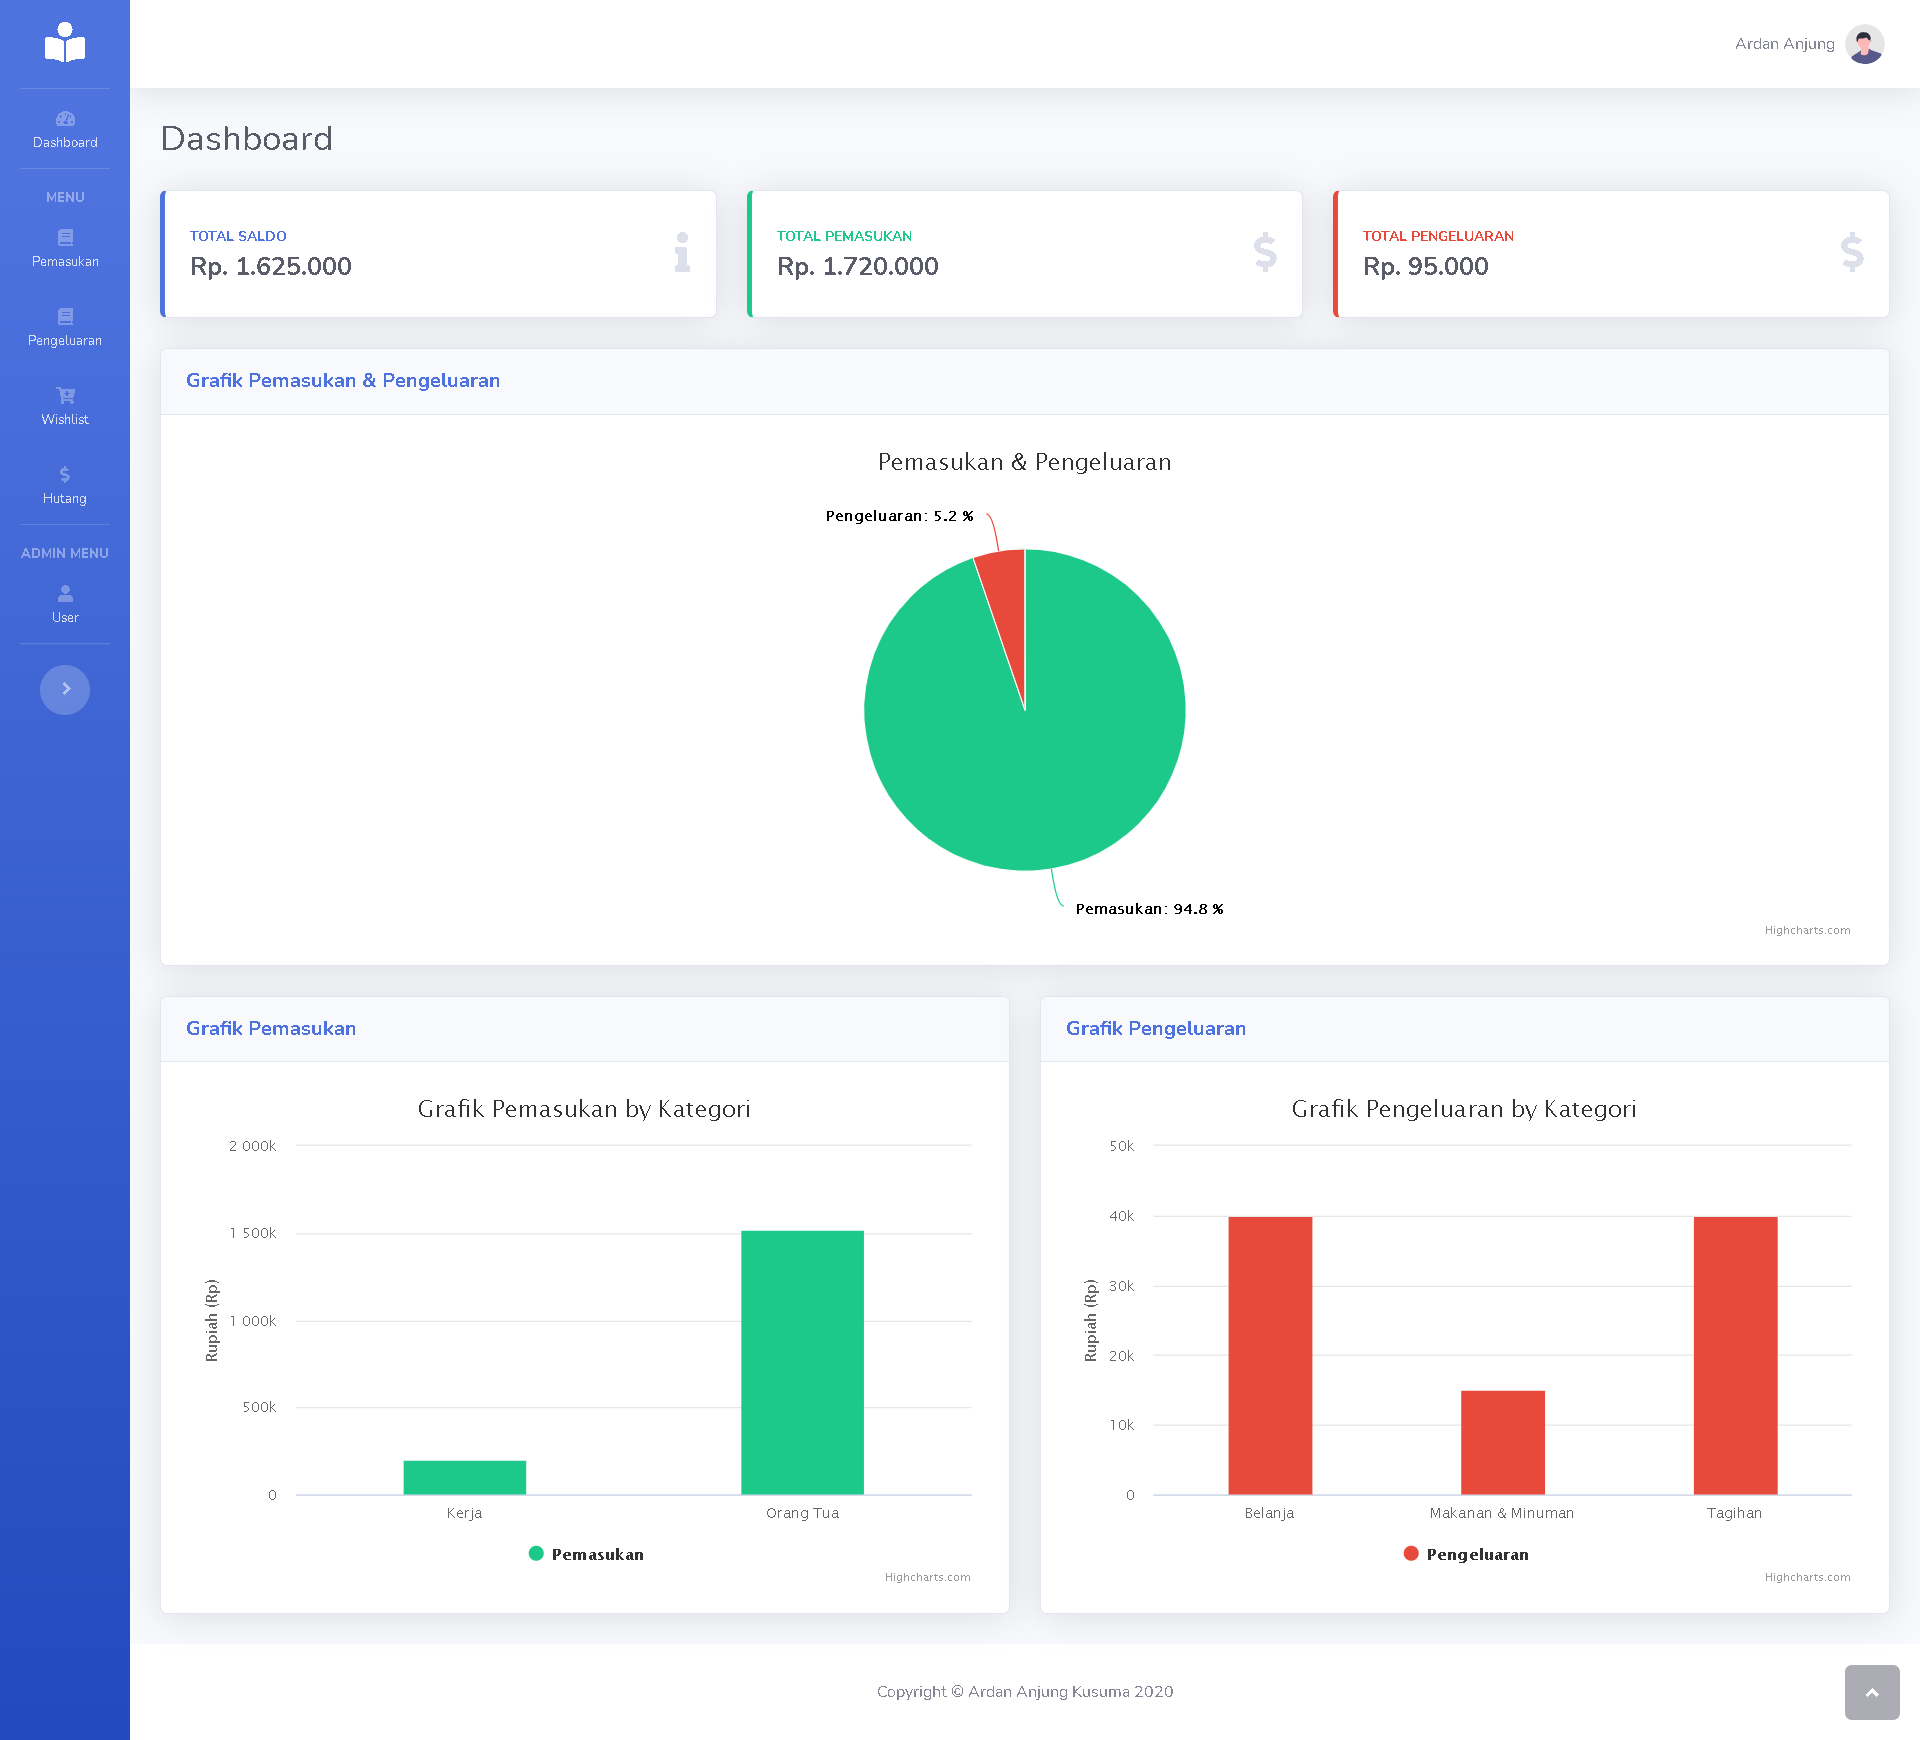 Ardan Anjung
Dashboard
MENU
Pemasukan
Pengeluaran
Wishlist
Hutang
ADMIN MENU
User
Dashboard
TOTAL SALDO
Rp. 1.625.000
TOTAL PEMASUKAN
Rp. 1.720.000
TOTAL PENGELUARAN
Rp. 95.000
Grafik Pemasukan & Pengeluaran
Pemasukan & Pengeluaran
Pengeluaran: 5.2 %
Pemasukan: 94.8 %
Highcharts.com
Grafik Pemasukan
Grafik Pemasukan by Kategori
Rupiah (Rp)
2 000k
1 500k
1 000k
500k
0
Kerja
Orang Tua
Pemasukan
Highcharts.com
Grafik Pengeluaran
Grafik Pengeluaran by Kategori
Rupiah (Rp)
50k
40k
30k
20k
10k
0
Belanja
Makanan & Minuman
Tagihan
Pengeluaran
Highcharts.com
Copyright © Ardan Anjung Kusuma 2020